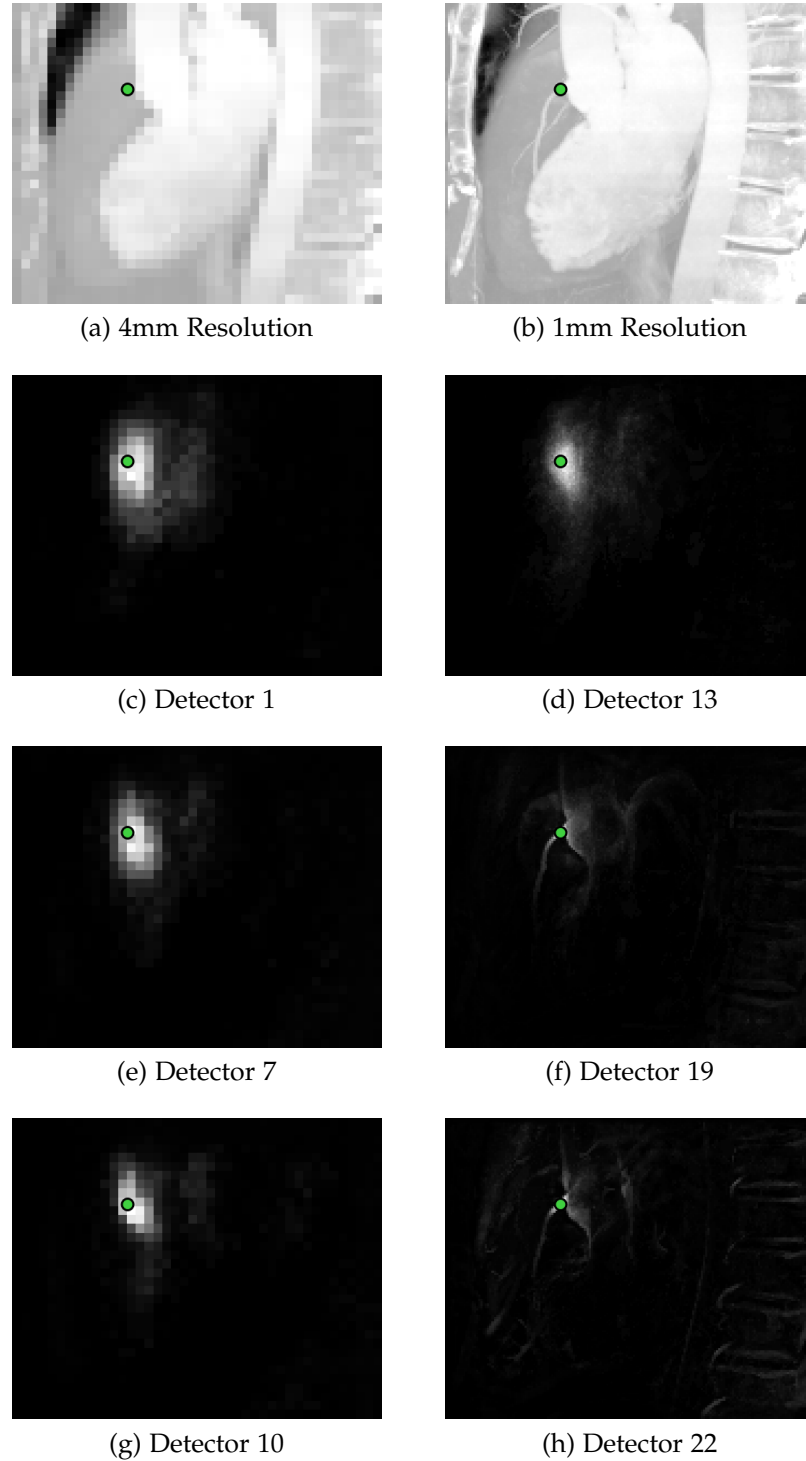 (a) 4mm Resolution
(b) 1mm Resolution
(c) Detector 1
(d) Detector 13
(e) Detector 7
(f) Detector 19
(g) Detector 10
(h) Detector 22